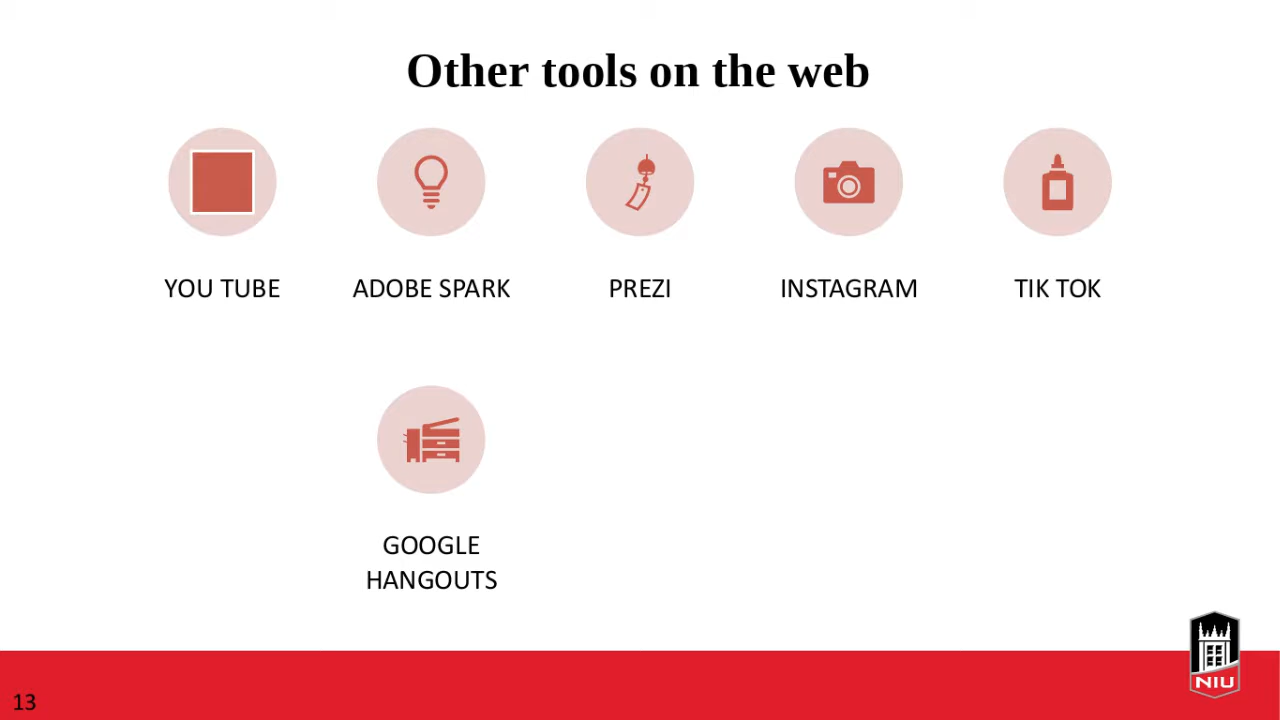 Other tools on the web
YOU TUBE
ADOBE SPARK
PREZI
INSTAGRAM
TIK TOK
GOOGLE
HANGOUTS
NIU
13